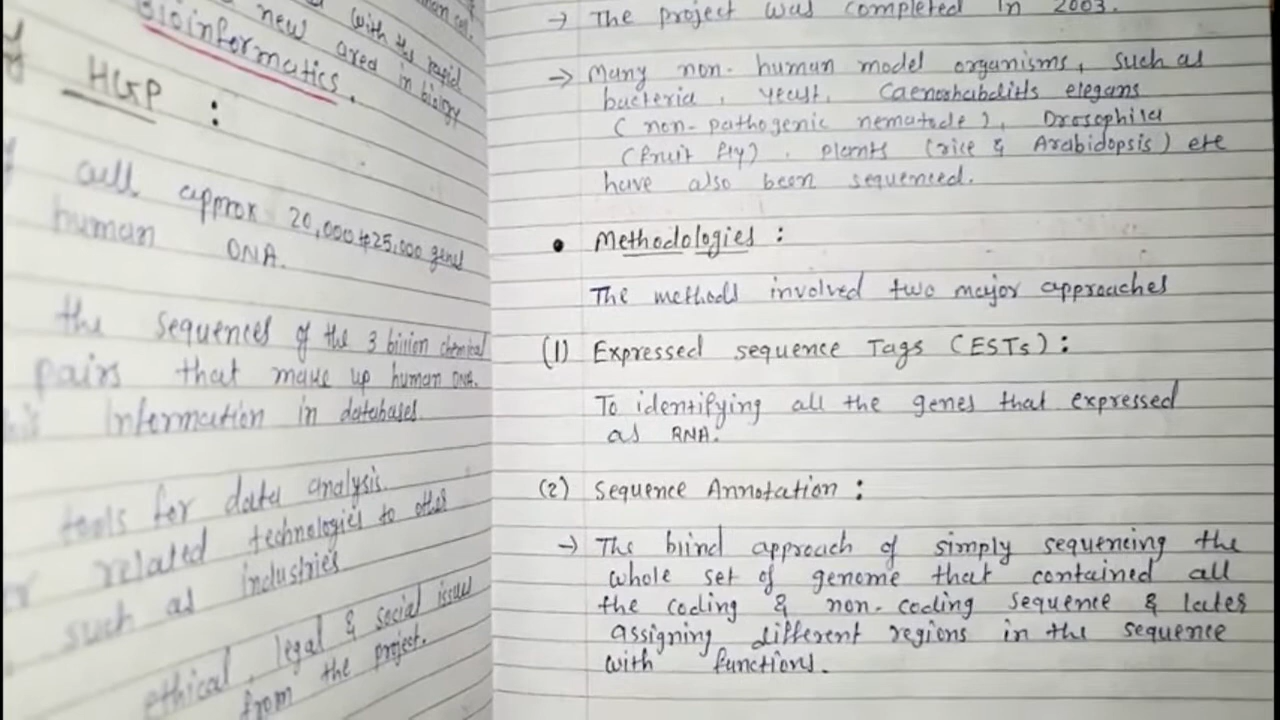 with the rapid
new area in biology
Bioinformatics.
HGP :
all approx 20,000 to 25,000 genes
human DNA.
the sequences of the 3 billion chemical
pairs that make up human DNA.
information in databases.
tools for data analysis.
related technologies to other
such as industries
ethical, legal & social issues
from the project.
→ The project was completed in 2003.
→ Many non-human model organisms, such as
bacteria, yeast, Caenorhabditis elegans
(non-pathogenic nematode), Drosophila
(fruit fly), plants (rice & Arabidopsis) etc
have also been sequenced.
• Methodologies :
The methods involved two major approaches
(1) Expressed sequence Tags (ESTs) :
To identifying all the genes that expressed
as RNA.
(2) Sequence Annotation :
→ The blind approach of simply sequencing the
whole set of genome that contained all
the coding & non-coding sequence & later
assigning different regions in the sequence
with functions.